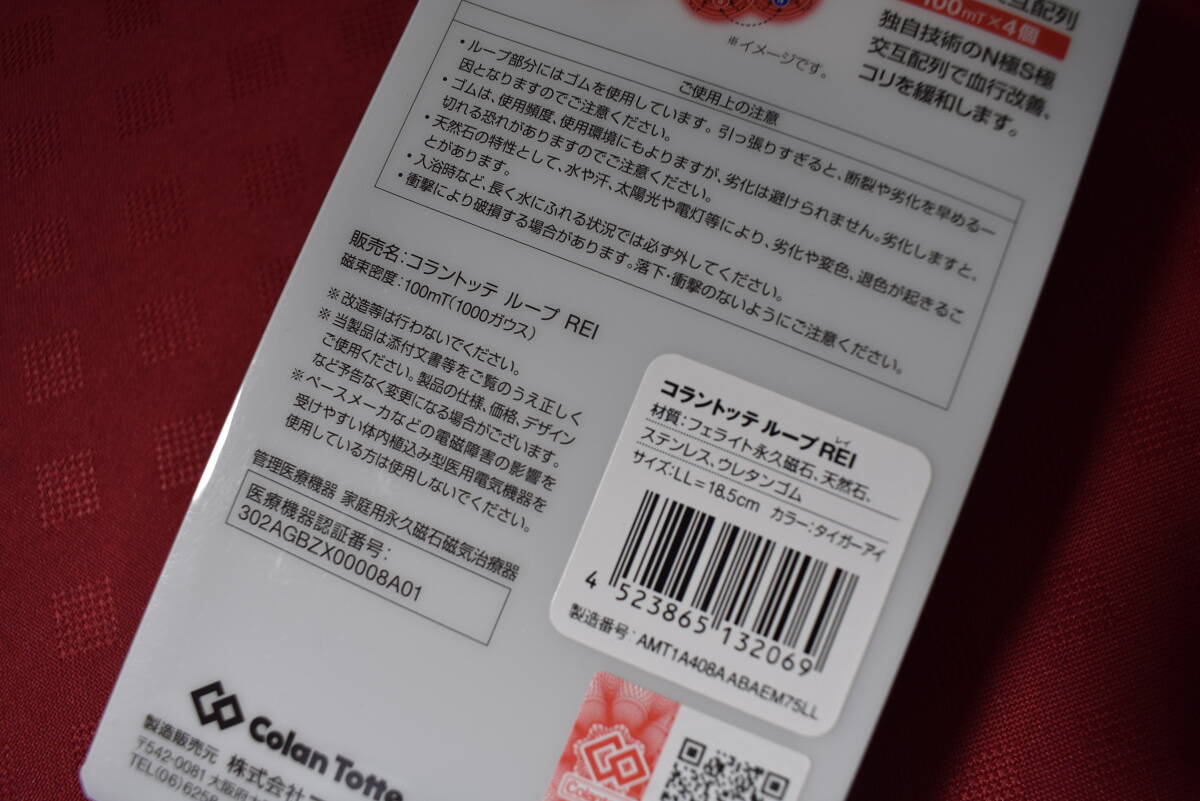 交互配列
100mT×4個
独自技術のN極S極
交互配列で血行改善、
コリを緩和します。
※イメージです。
ご使用上の注意
・ループ部分にはゴムを使用しています。引っ張りすぎると、断裂や劣化を早める一
因となりますのでご注意ください。
・ゴムは、使用頻度、使用環境にもよりますが、劣化は避けられません。劣化しますと、
切れる恐れがありますのでご注意ください。
・天然石の特性として、水や汗、太陽光や電灯等により、劣化や変色、退色が起きるこ
とがあります。
・入浴時など、長く水にふれる状況では必ず外してください。
・衝撃により破損する場合があります。落下・衝撃のないようにご注意ください。
販売名：コラントッテ ループ REI
磁束密度：100mT(1000ガウス)
※改造等は行わないでください。
※当製品は添付文書等をご覧のうえ正しく
ご使用ください。製品の仕様、価格、デザイン
など予告なく変更になる場合がございます。
※ペースメーカなどの電磁障害の影響を
受けやすい体内植込み型医用電気機器を
使用している方は使用しないでください。
管理医療機器 家庭用永久磁石磁気治療器
医療機器認証番号：
302AGBZX00008A01
コラントッテ ループ REI
レイ
材質：フェライト永久磁石、天然石、
ステンレス、ウレタンゴム
サイズ：LL＝18.5cm カラー：タイガーアイ
4 523865 132069
製造番号：AMT1A408AABAEM75LL
Colan Totte
製造販売元 株式会社コ
〒542-0081 大阪府大
TEL(06)6258